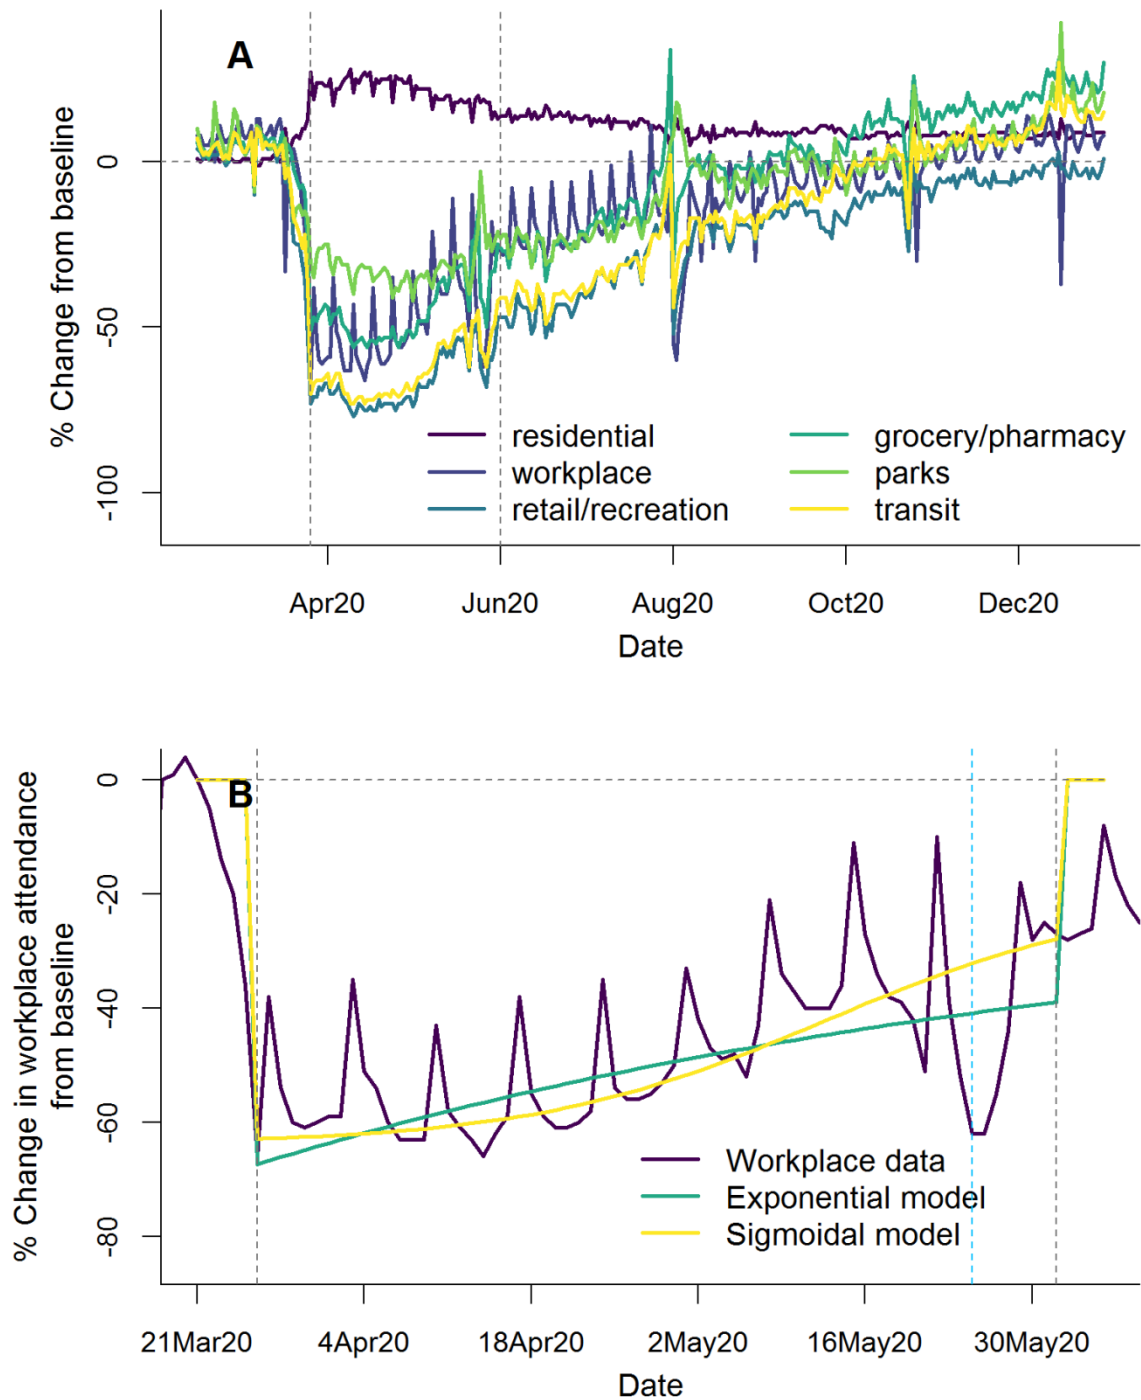 A
% Change from baseline
0
-50
-100
residential
workplace
retail/recreation
grocery/pharmacy
parks
transit
Apr20 Jun20 Aug20 Oct20 Dec20
Date
B
% Change in workplace attendance
from baseline
0
-20
-40
-60
-80
Workplace data
Exponential model
Sigmoidal model
21Mar20 4Apr20 18Apr20 2May20 16May20 30May20
Date